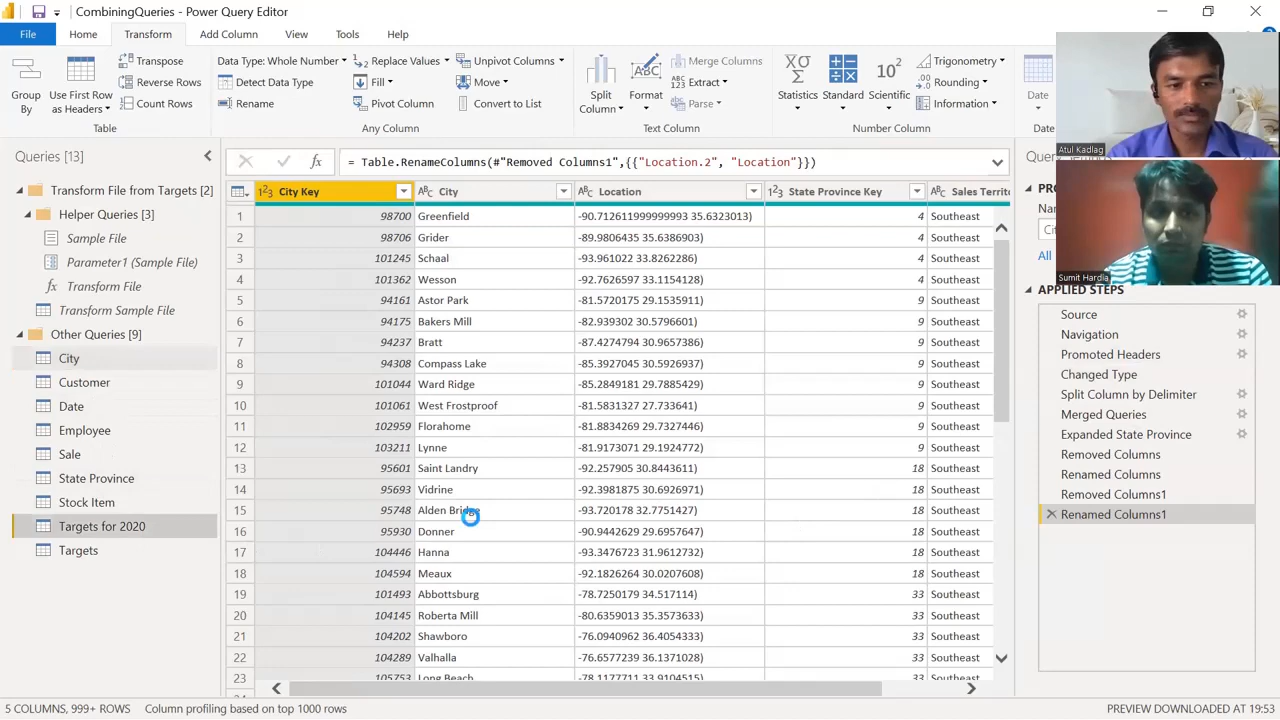 CombiningQueries - Power Query Editor
File Home Transform Add Column View Tools Help
Transpose
Reverse Rows
Count Rows
Group By
Use First Row as Headers
Table
Data Type: Whole Number
Detect Data Type
Rename
Replace Values
Fill
Pivot Column
Unpivot Columns
Move
Convert to List
Any Column
Split Column
Format
Merge Columns
Extract
Parse
Text Column
Statistics
Standard
Scientific
Trigonometry
Rounding
Information
Number Column
Date
Atul Kadlag
Sumit Hardia
Queries [13]
Transform File from Targets [2]
Helper Queries [3]
Sample File
Parameter1 (Sample File)
Transform File
Transform Sample File
Other Queries [9]
City
Customer
Date
Employee
Sale
State Province
Stock Item
Targets for 2020
Targets
= Table.RenameColumns(#"Removed Columns1",{{"Location.2", "Location"}})
City Key City Location State Province Key Sales Territo
1 98700 Greenfield -90.712611999999993 35.6323013) 4 Southeast
2 98706 Grider -89.9806435 35.6386903) 4 Southeast
3 101245 Schaal -93.961022 33.8262286) 4 Southeast
4 101362 Wesson -92.7626597 33.1154128) 4 Southeast
5 94161 Astor Park -81.5720175 29.1535911) 9 Southeast
6 94175 Bakers Mill -82.939302 30.5796601) 9 Southeast
7 94237 Bratt -87.4274794 30.9657386) 9 Southeast
8 94308 Compass Lake -85.3927045 30.5926937) 9 Southeast
9 101044 Ward Ridge -85.2849181 29.7885429) 9 Southeast
10 101061 West Frostproof -81.5831327 27.733641) 9 Southeast
11 102959 Florahome -81.8834269 29.7327446) 9 Southeast
12 103211 Lynne -81.9173071 29.1924772) 9 Southeast
13 95601 Saint Landry -92.257905 30.8443611) 18 Southeast
14 95693 Vidrine -92.3981875 30.6926971) 18 Southeast
15 95748 Alden Bridge -93.720178 32.7751427) 18 Southeast
16 95930 Donner -90.9442629 29.6957647) 18 Southeast
17 104446 Hanna -93.3476723 31.9612732) 18 Southeast
18 104594 Meaux -92.1826264 30.0207608) 18 Southeast
19 101493 Abbottsburg -78.7250179 34.517114) 33 Southeast
20 104145 Roberta Mill -80.6359013 35.3573633) 33 Southeast
21 104202 Shawboro -76.0940962 36.4054333) 33 Southeast
22 104289 Valhalla -76.6577239 36.1371028) 33 Southeast
23 105753 Long Beach -78.1177711 33.9104515) 33 Southeast
All
APPLIED STEPS
Source
Navigation
Promoted Headers
Changed Type
Split Column by Delimiter
Merged Queries
Expanded State Province
Removed Columns
Renamed Columns
Removed Columns1
Renamed Columns1
5 COLUMNS, 999+ ROWS Column profiling based on top 1000 rows PREVIEW DOWNLOADED AT 19:53